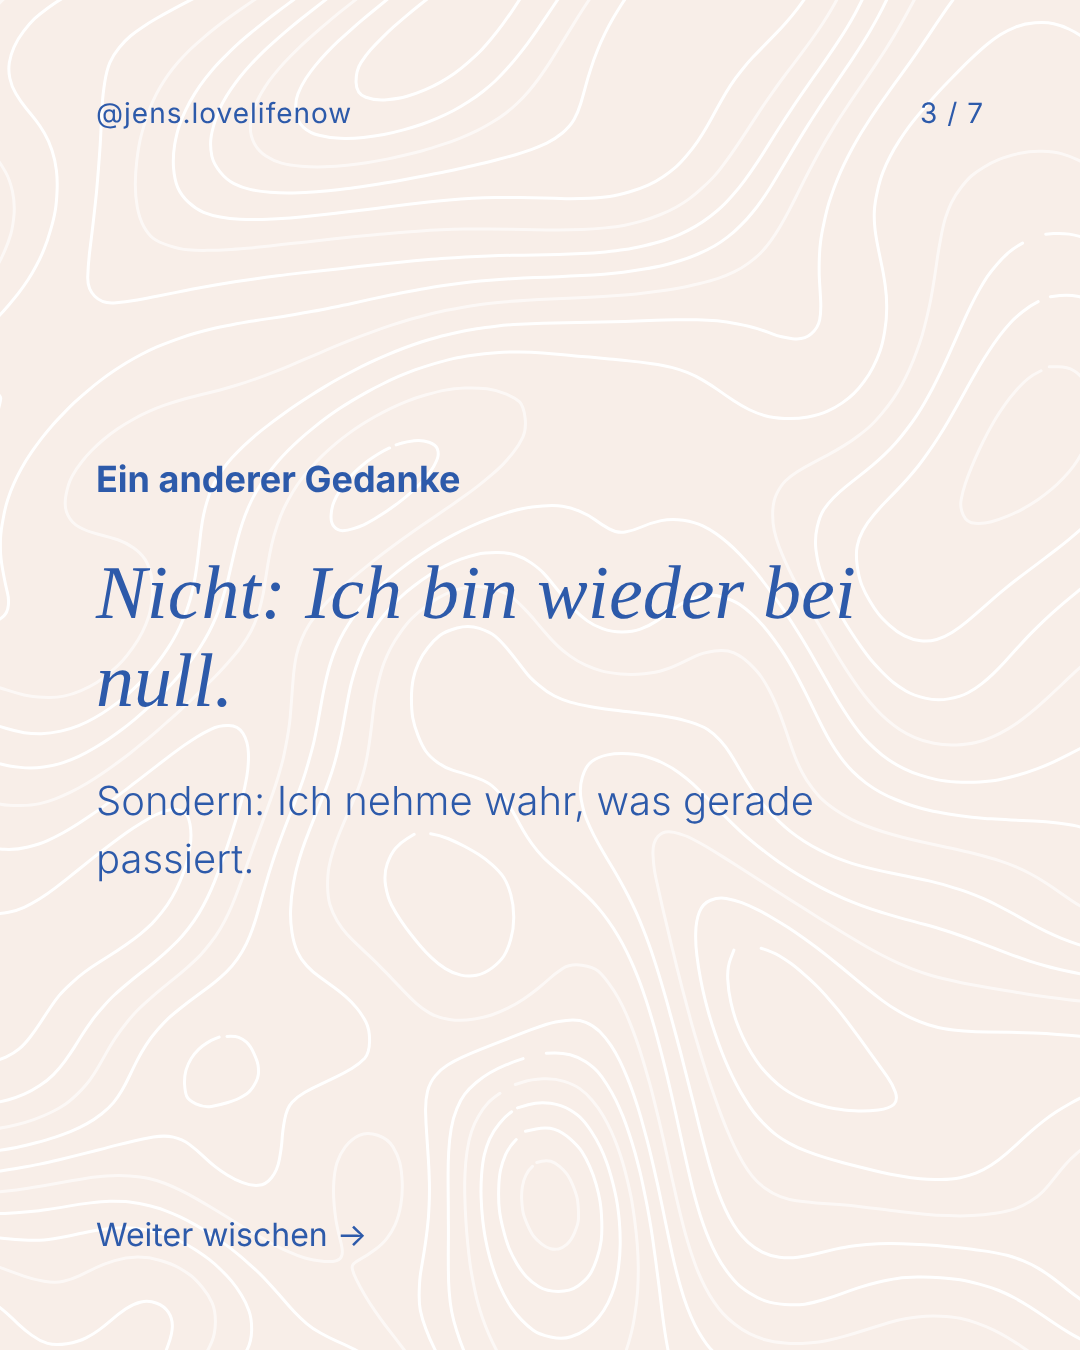 @jens.lovelifenow
3 / 7
Ein anderer Gedanke
Nicht: Ich bin wieder bei
null.
Sondern: Ich nehme wahr, was gerade
passiert.
Weiter wischen →